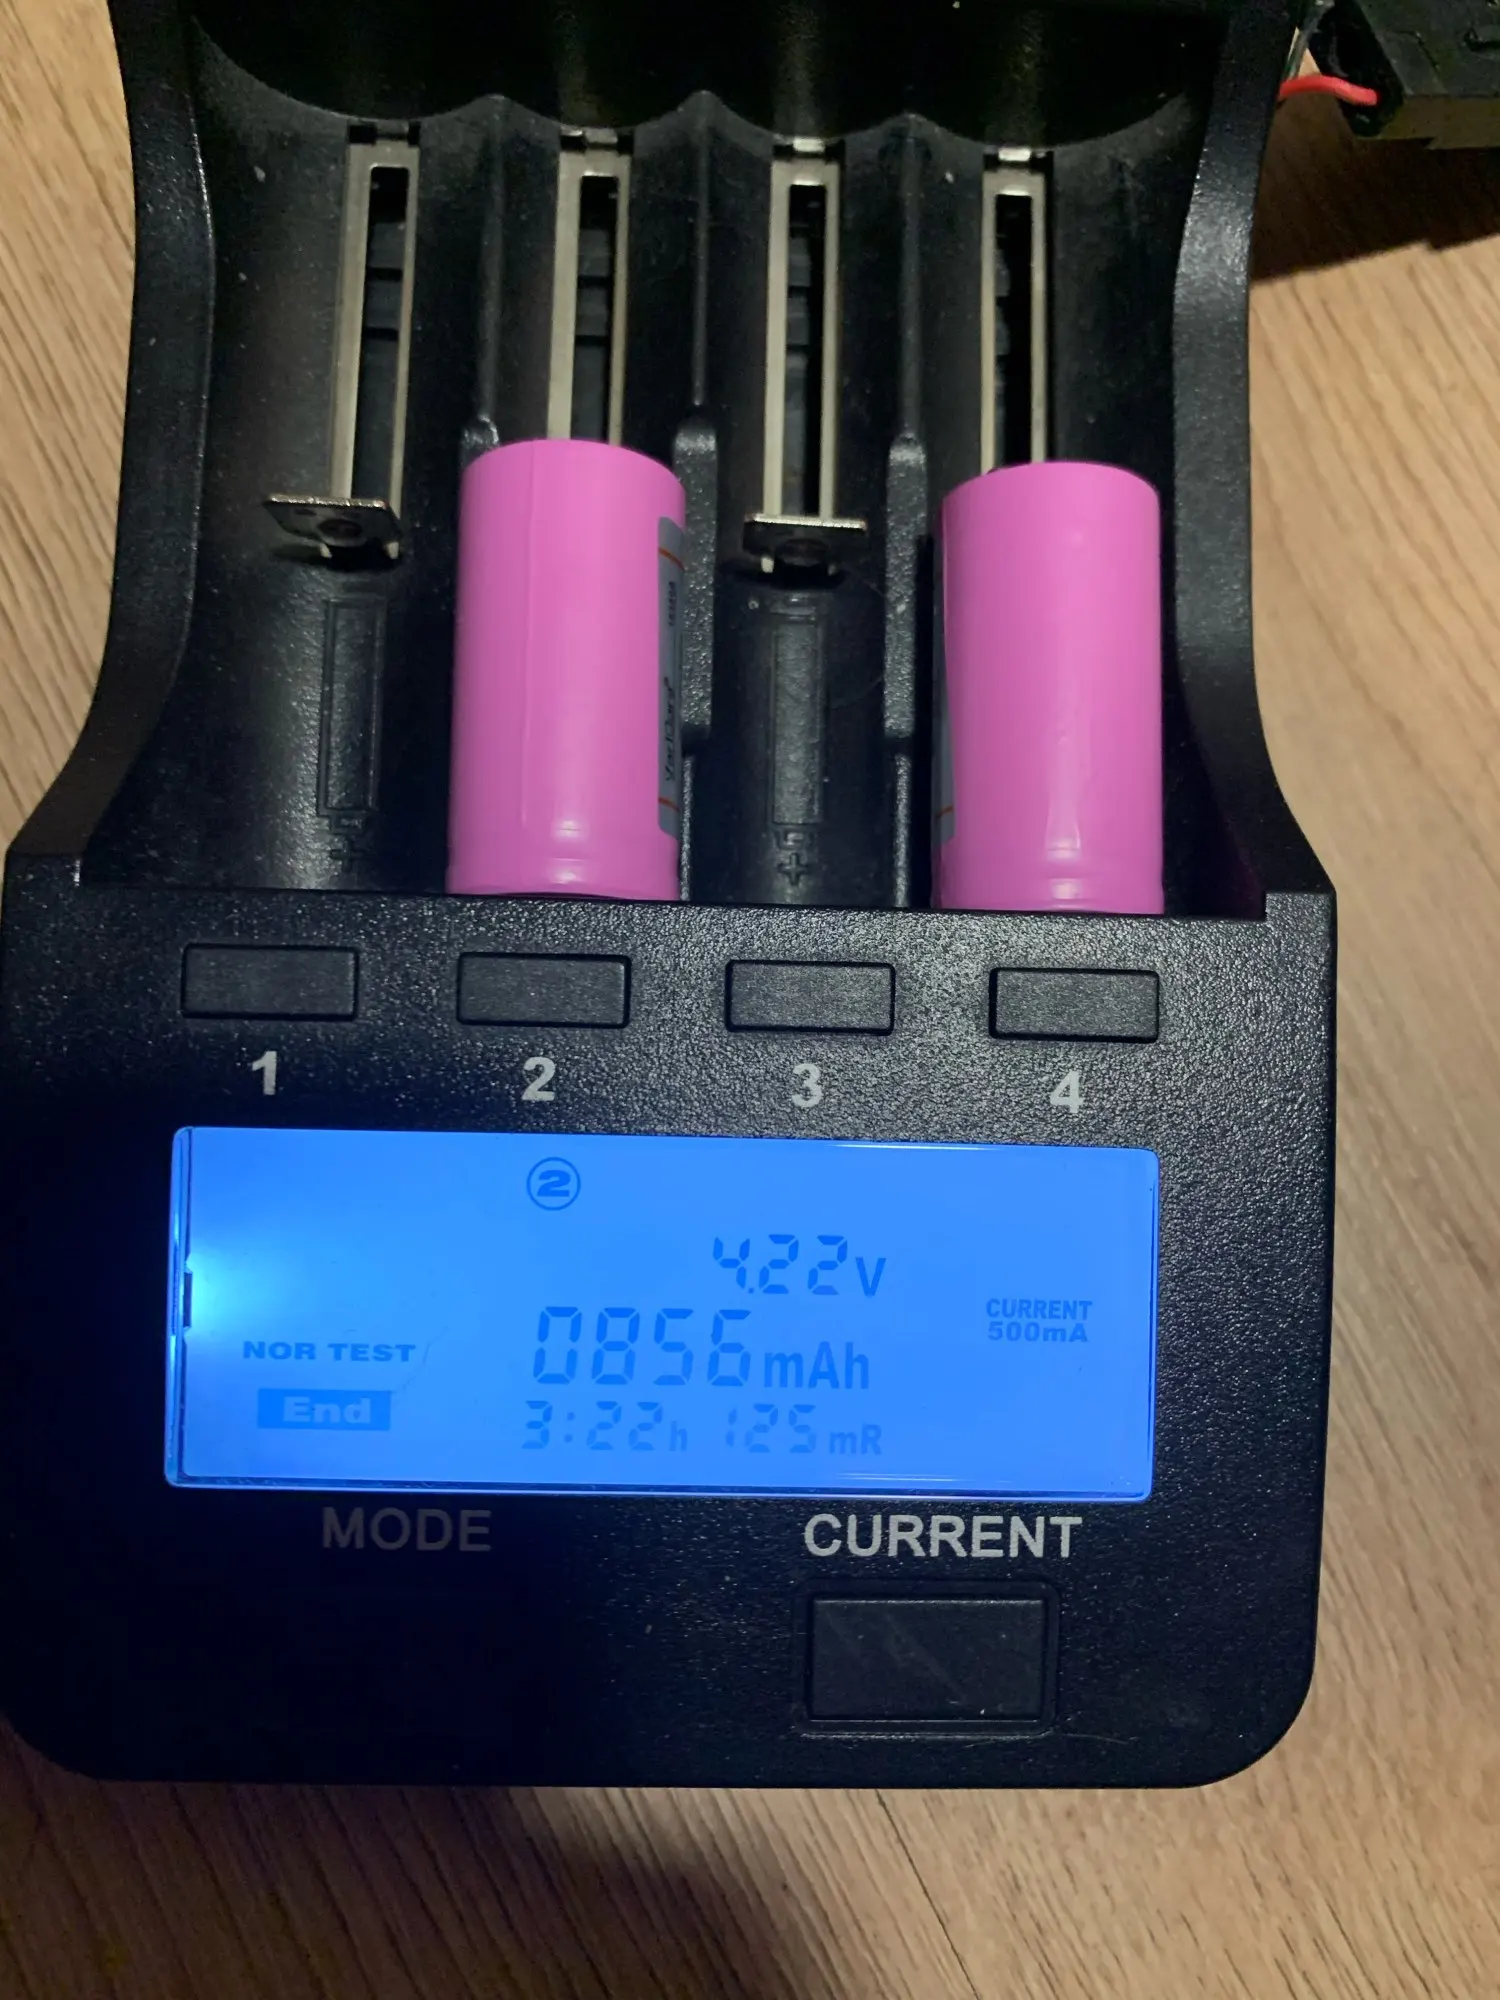 +
+
1
2
3
4
2
4.22V
0856mAh
CURRENT
500mA
NOR TEST
End
3:22h 125mR
MODE
CURRENT